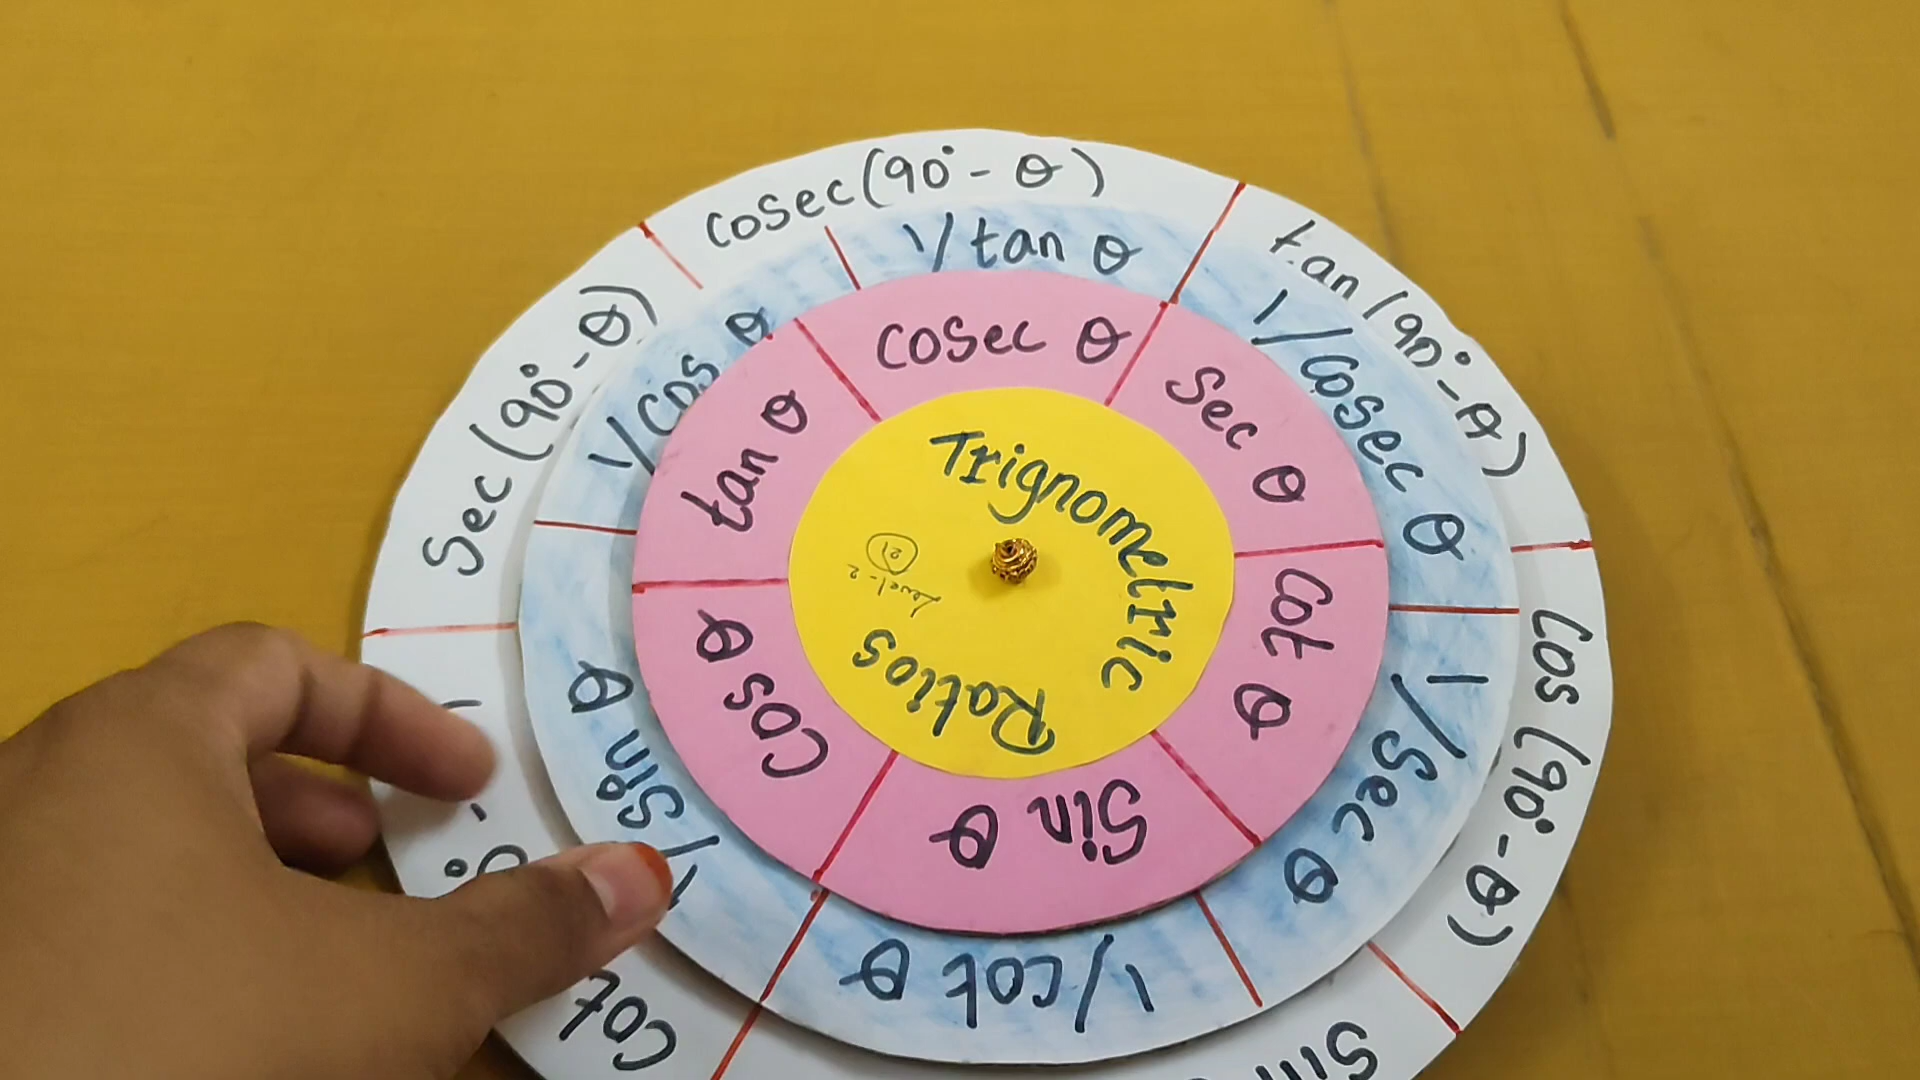 Trignometric
Ratios
Level-2
cosec θ
Sec θ
Cot θ
Sin θ
Cos θ
tan θ
1/tan θ
1/cosec θ
1/Sec θ
1/cot θ
1/Sin θ
1/Cos θ
Cosec(90°-θ)
tan(90°-θ)
Cos(90°-θ)
Sin
Cot
Sec(90°-θ)